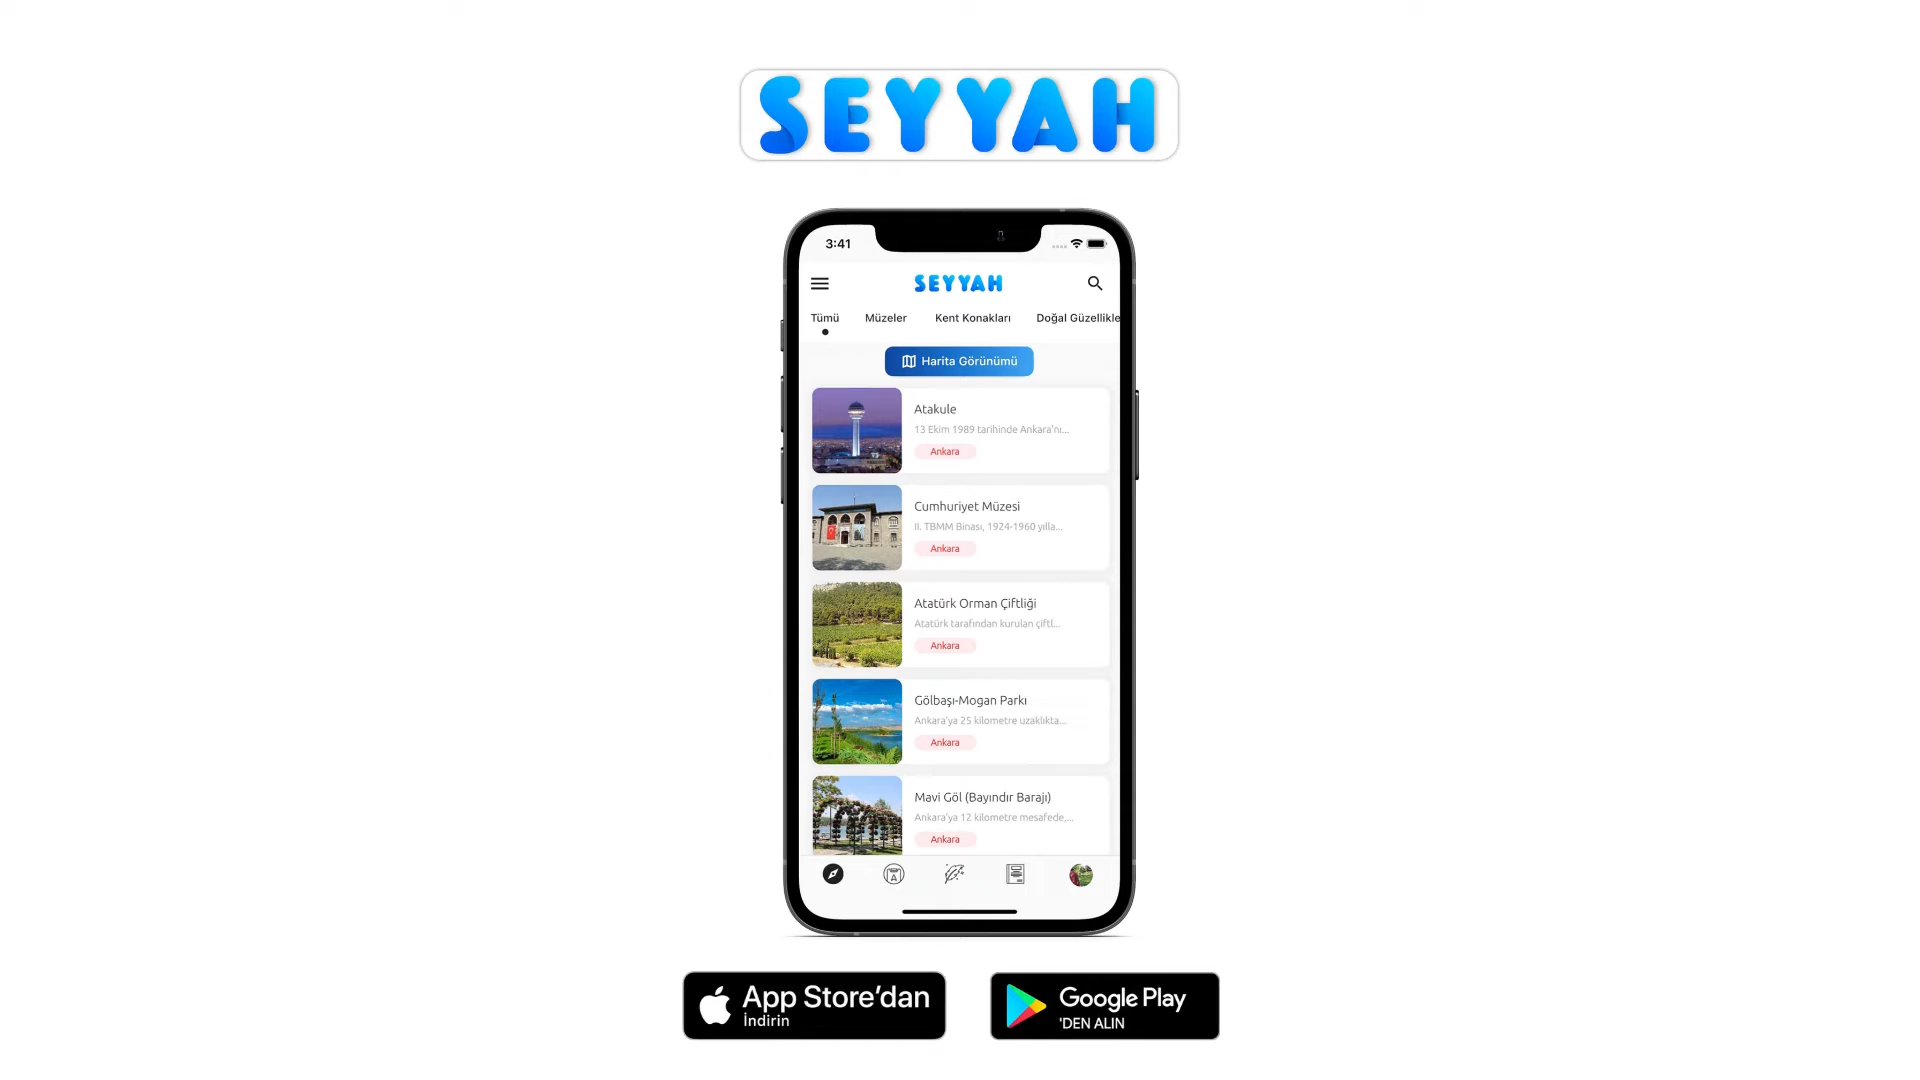 SEYYAH
3:41
SEYYAH
Tümü Müzeler Kent Konakları Doğal Güzellikle
Harita Görünümü
Atakule
13 Ekim 1989 tarihinde Ankara'nı...
Ankara
Cumhuriyet Müzesi
II. TBMM Binası, 1924-1960 yılla...
Ankara
Atatürk Orman Çiftliği
Atatürk tarafından kurulan çiftl...
Ankara
Gölbaşı-Mogan Parkı
Ankara'ya 25 kilometre uzaklıkta...
Ankara
Mavi Göl (Bayındır Barajı)
Ankara'ya 12 kilometre mesafede,...
Ankara
App Store'dan
İndirin
Google Play
'DEN ALIN